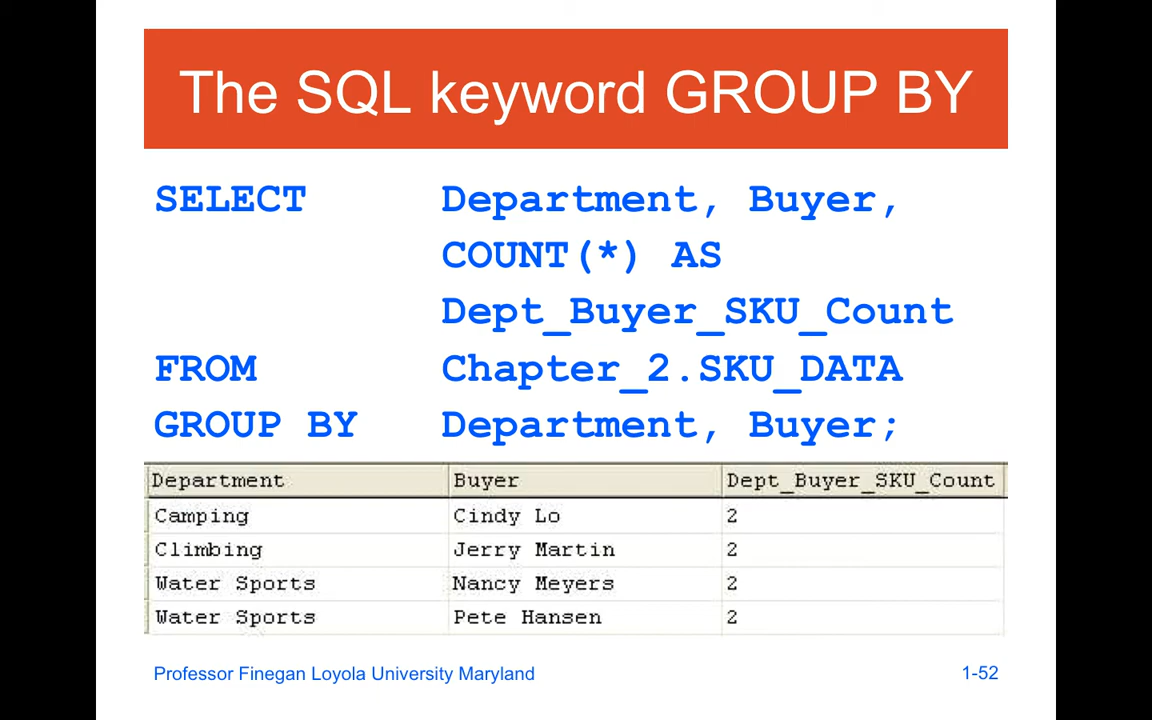 The SQL keyword GROUP BY
SELECT Department, Buyer,
COUNT(*) AS
Dept_Buyer_SKU_Count
FROM Chapter_2.SKU_DATA
GROUP BY Department, Buyer;
Department Buyer Dept_Buyer_SKU_Count
Camping Cindy Lo 2
Climbing Jerry Martin 2
Water Sports Nancy Meyers 2
Water Sports Pete Hansen 2
Professor Finegan Loyola University Maryland 1-52